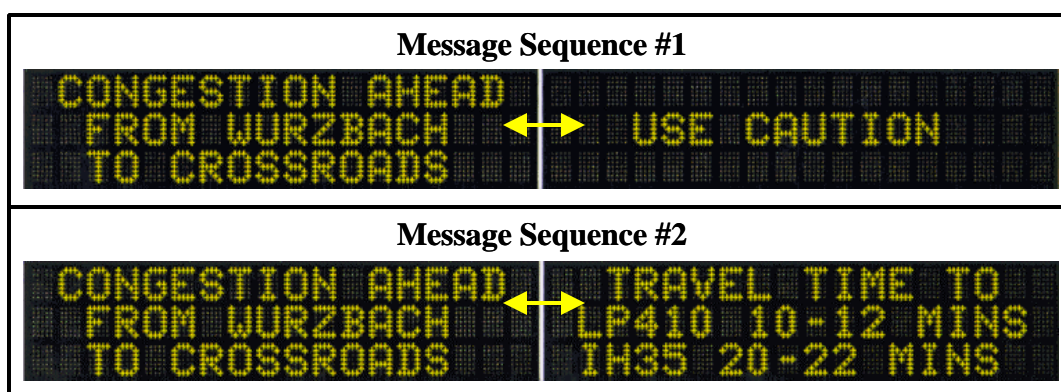 Message Sequence #1
CONGESTION AHEAD
FROM WURZBACH
TO CROSSROADS
USE CAUTION
Message Sequence #2
CONGESTION AHEAD
FROM WURZBACH
TO CROSSROADS
TRAVEL TIME TO
LP410 10-12 MINS
IH35 20-22 MINS